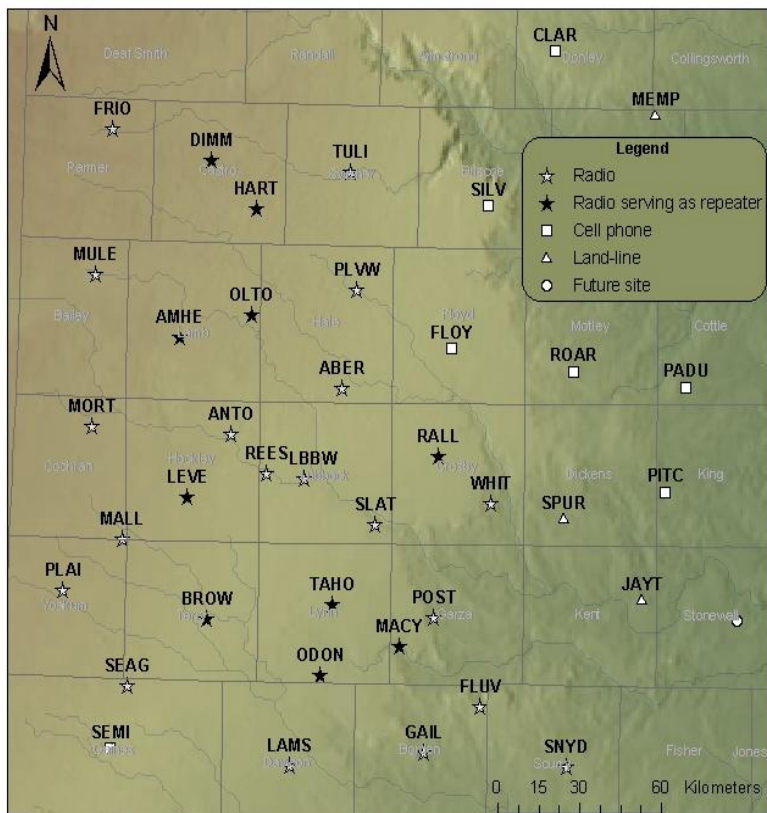 N
CLAR
Deaf Smith
Randall
Armstrong
Donley
Collingsworth
MEMP
FRIO
Legend
DIMM
TULI
Radio
Parmer
Castro
Swisher
Briscoe
HART
SILV
Radio serving as repeater
Cell phone
Land-line
MULE
PLVW
Future site
OLTO
Bailey
AMHE
Lamb
Hale
Floyd
FLOY
Motley
Cottle
ROAR
PADU
ABER
MORT
ANTO
RALL
Cochran
Hockley
REES
LBBW
Lubbock
Crosby
Dickens
PITC
King
LEVE
WHIT
SPUR
SLAT
MALL
PLAI
TAHO
JAYT
Yoakum
BROW
Terry
Lynn
POST
Garza
Kent
Stonewall
MACY
ODON
SEAG
FLUV
SEMI
Gaines
LAMS
Dawson
GAIL
Borden
SNYD
Scurry
Fisher
Jones
0 15 30 60 Kilometers